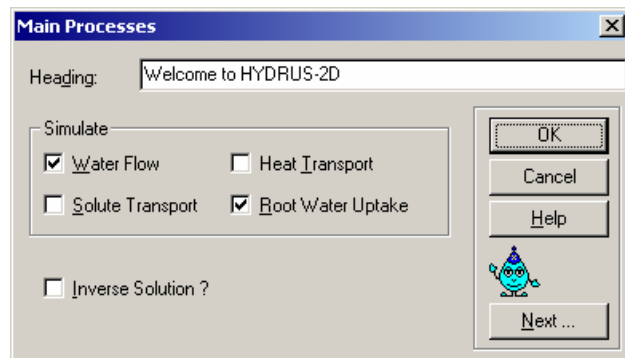 Main Processes
Heading: Welcome to HYDRUS-2D
Simulate
Water Flow Heat Transport
Solute Transport Root Water Uptake
Inverse Solution ?
OK
Cancel
Help
Next ...